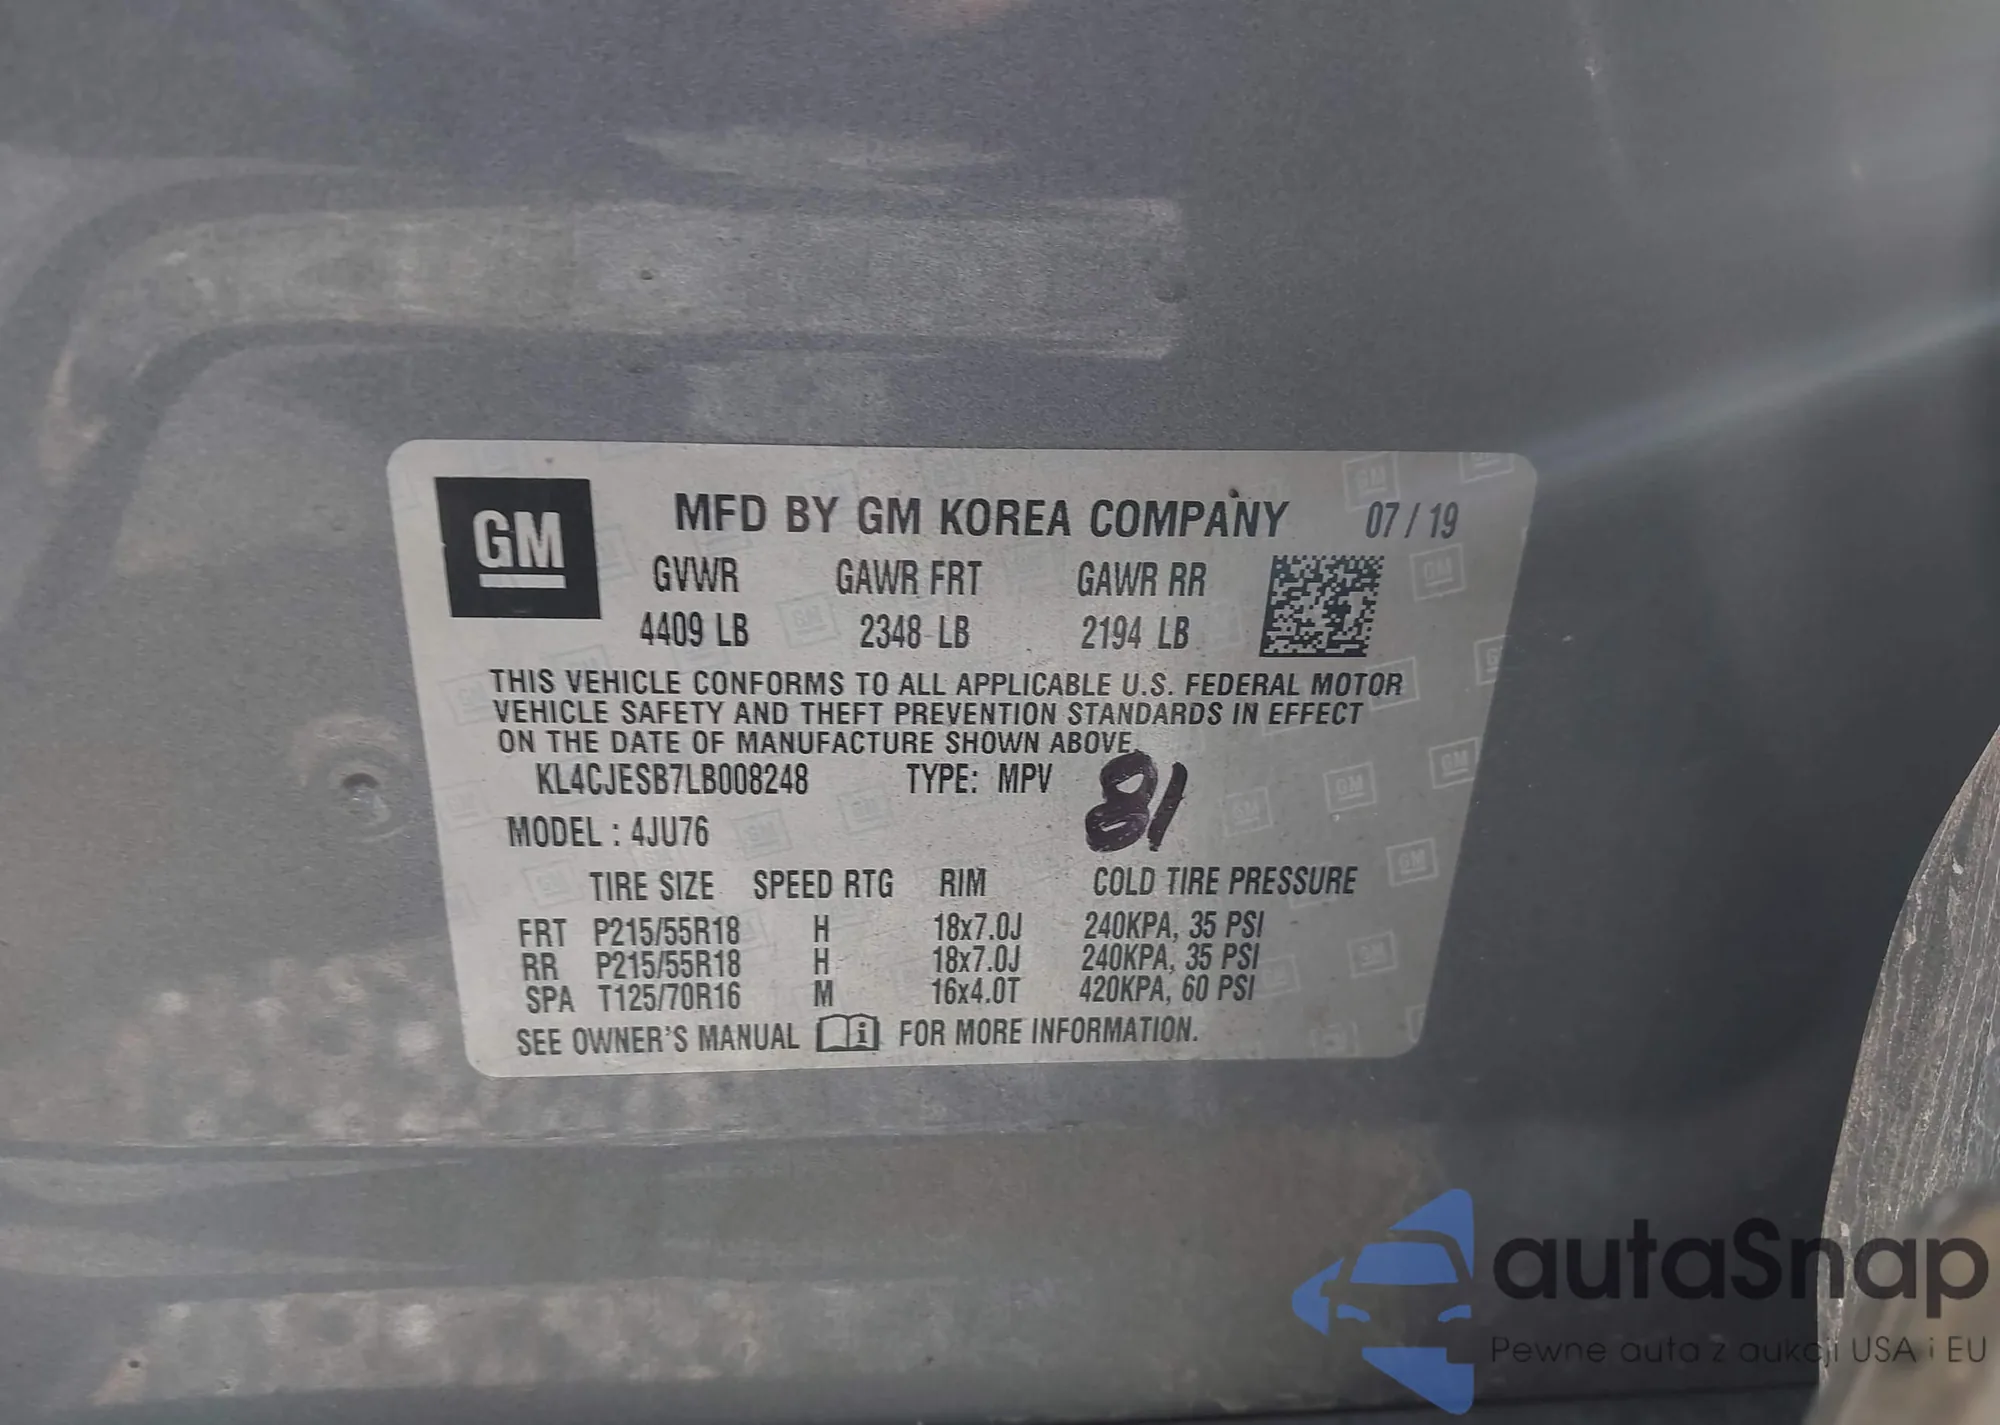 GM
MFD BY GM KOREA COMPANY 07 / 19
GVWR GAWR FRT GAWR RR
4409 LB 2348 LB 2194 LB
THIS VEHICLE CONFORMS TO ALL APPLICABLE U.S. FEDERAL MOTOR
VEHICLE SAFETY AND THEFT PREVENTION STANDARDS IN EFFECT
ON THE DATE OF MANUFACTURE SHOWN ABOVE.
KL4CJESB7LB008248 TYPE: MPV
81
MODEL : 4JU76
TIRE SIZE SPEED RTG RIM COLD TIRE PRESSURE
FRT P215/55R18 H 18x7.0J 240KPA, 35 PSI
RR P215/55R18 H 18x7.0J 240KPA, 35 PSI
SPA T125/70R16 M 16x4.0T 420KPA, 60 PSI
SEE OWNER'S MANUAL i FOR MORE INFORMATION.
autaSnap
Pewne auta z aukcji USA i EU